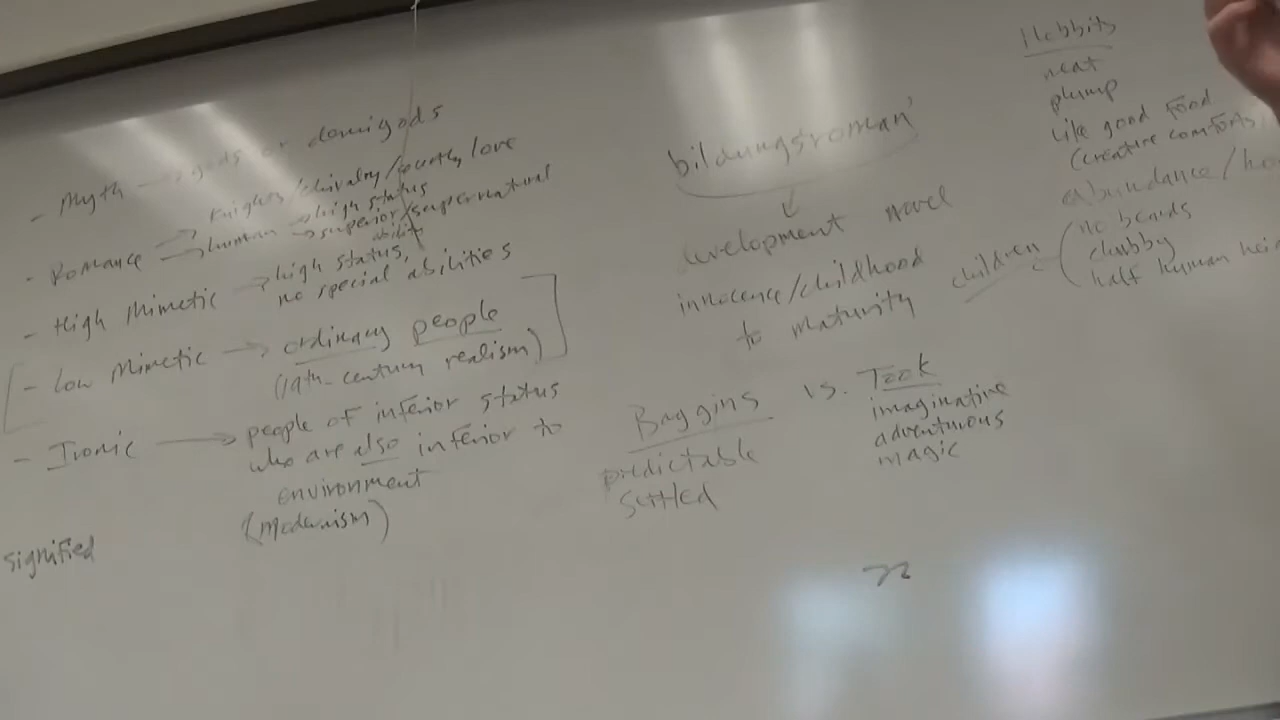 - Myth → gods or demigods
- Romance → knights/chivalry/courtly love
→ human → high status
→ superior/supernatural
ability
- High Mimetic → high status,
no special abilities
- Low Mimetic → ordinary people
(19th-century realism)
- Ironic → people of inferior status
who are also inferior to
environment
(modernism)
signified
bildungsroman
development novel
innocence/childhood
to maturity
Baggins vs. Took
predictable
settled
imaginative
adventurous
magic
Hobbits
neat
plump
like good food
(creature comforts)
abundance/
children
no beards
chubby
half human